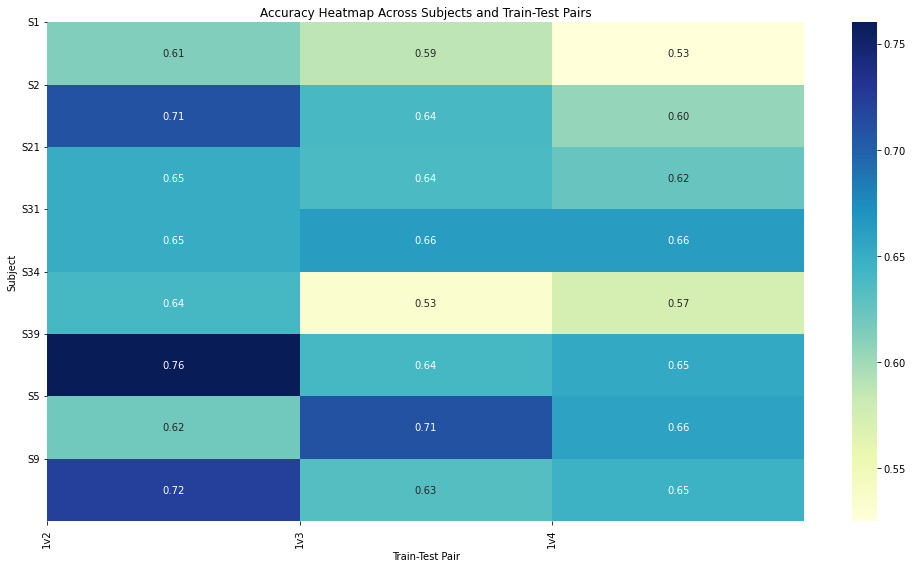 Accuracy Heatmap Across Subjects and Train-Test Pairs
S1
0.61 0.59 0.53
S2
0.71 0.64 0.60
S21
0.65 0.64 0.62
S31
0.65 0.66 0.66
S34
0.64 0.53 0.57
S39
0.76 0.64 0.65
S5
0.62 0.71 0.66
S9
0.72 0.63 0.65
Subject
1v2 1v3 1v4
Train-Test Pair
0.75
0.70
0.65
0.60
0.55